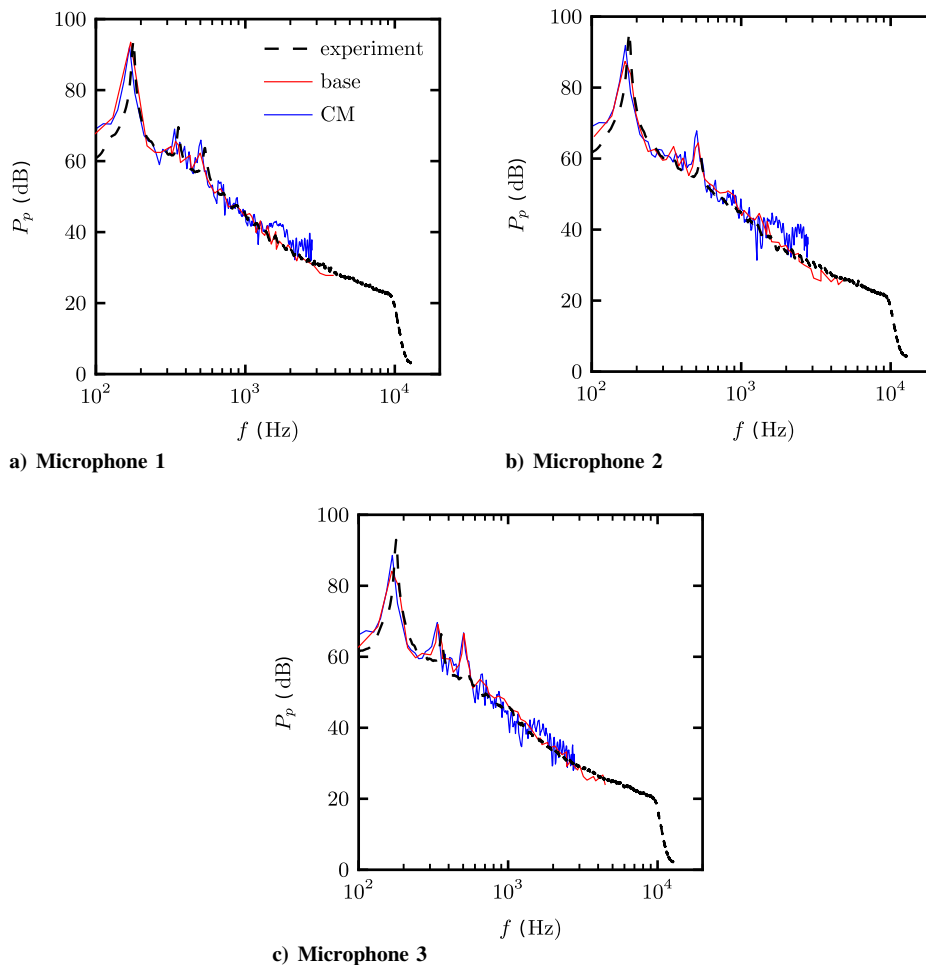 100
80
60
40
20
0
P_p (dB)
10^2
10^3
10^4
f (Hz)
experiment
base
CM
a) Microphone 1
100
80
60
40
20
0
P_p (dB)
10^2
10^3
10^4
f (Hz)
b) Microphone 2
100
80
60
40
20
0
P_p ( dB)
10^2
10^3
10^4
f (Hz)
c) Microphone 3